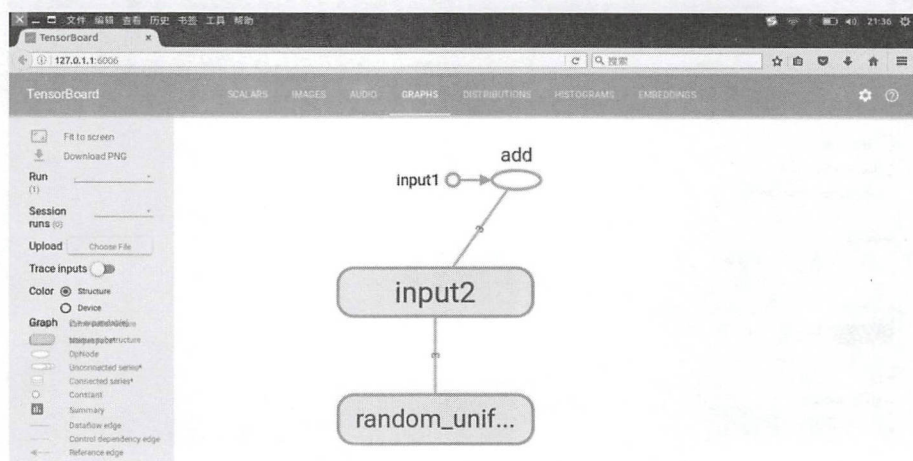 文件 编辑 查看 历史 书签 工具 帮助
21:36
TensorBoard
127.0.1.1:6006
搜索
TensorBoard
SCALARS IMAGES AUDIO GRAPHS DISTRIBUTIONS HISTOGRAMS EMBEDDINGS
Fit to screen
Download PNG
Run
(1)
Session
runs (0)
Upload Choose File
Trace inputs
Color Structure
Device
Graph
OpNode
Unconnected series*
Connected series*
Constant
Summary
Dataflow edge
Control dependency edge
Reference edge
add
input1
3
input2
3
random_unif...